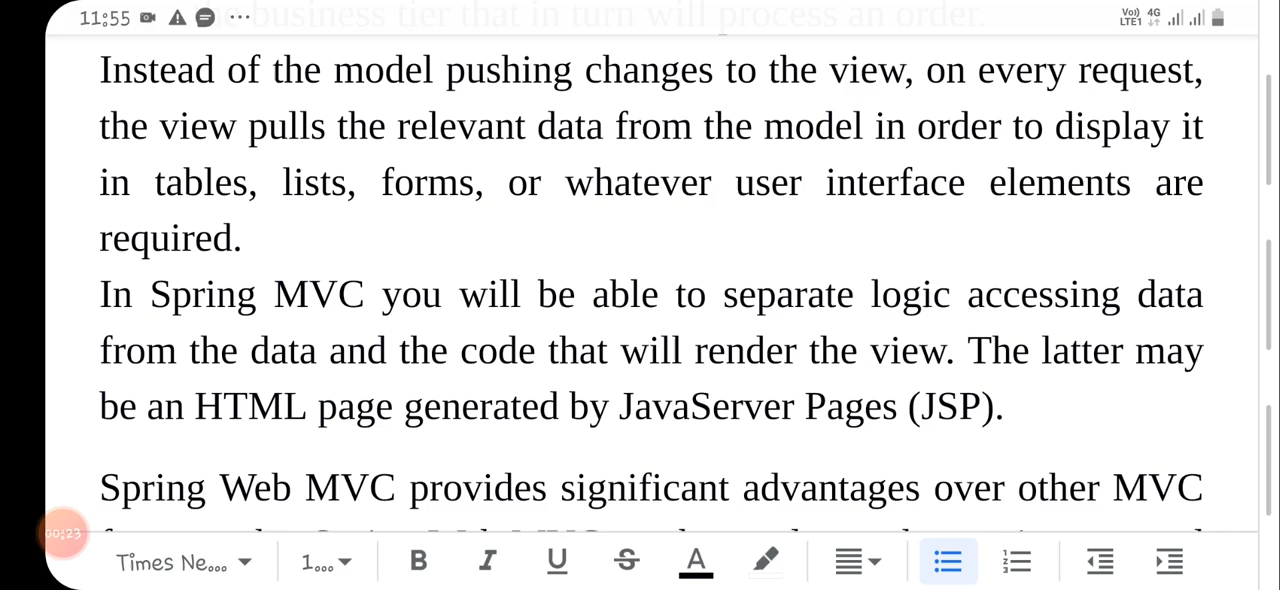 11:55
Vo) 4G
LTE1
the business tier that in turn will process an order.
Instead of the model pushing changes to the view, on every request,
the view pulls the relevant data from the model in order to display it
in tables, lists, forms, or whatever user interface elements are
required.
In Spring MVC you will be able to separate logic accessing data
from the data and the code that will render the view. The latter may
be an HTML page generated by JavaServer Pages (JSP).
Spring Web MVC provides significant advantages over other MVC
00:23
Times Ne... 1... B I U S A